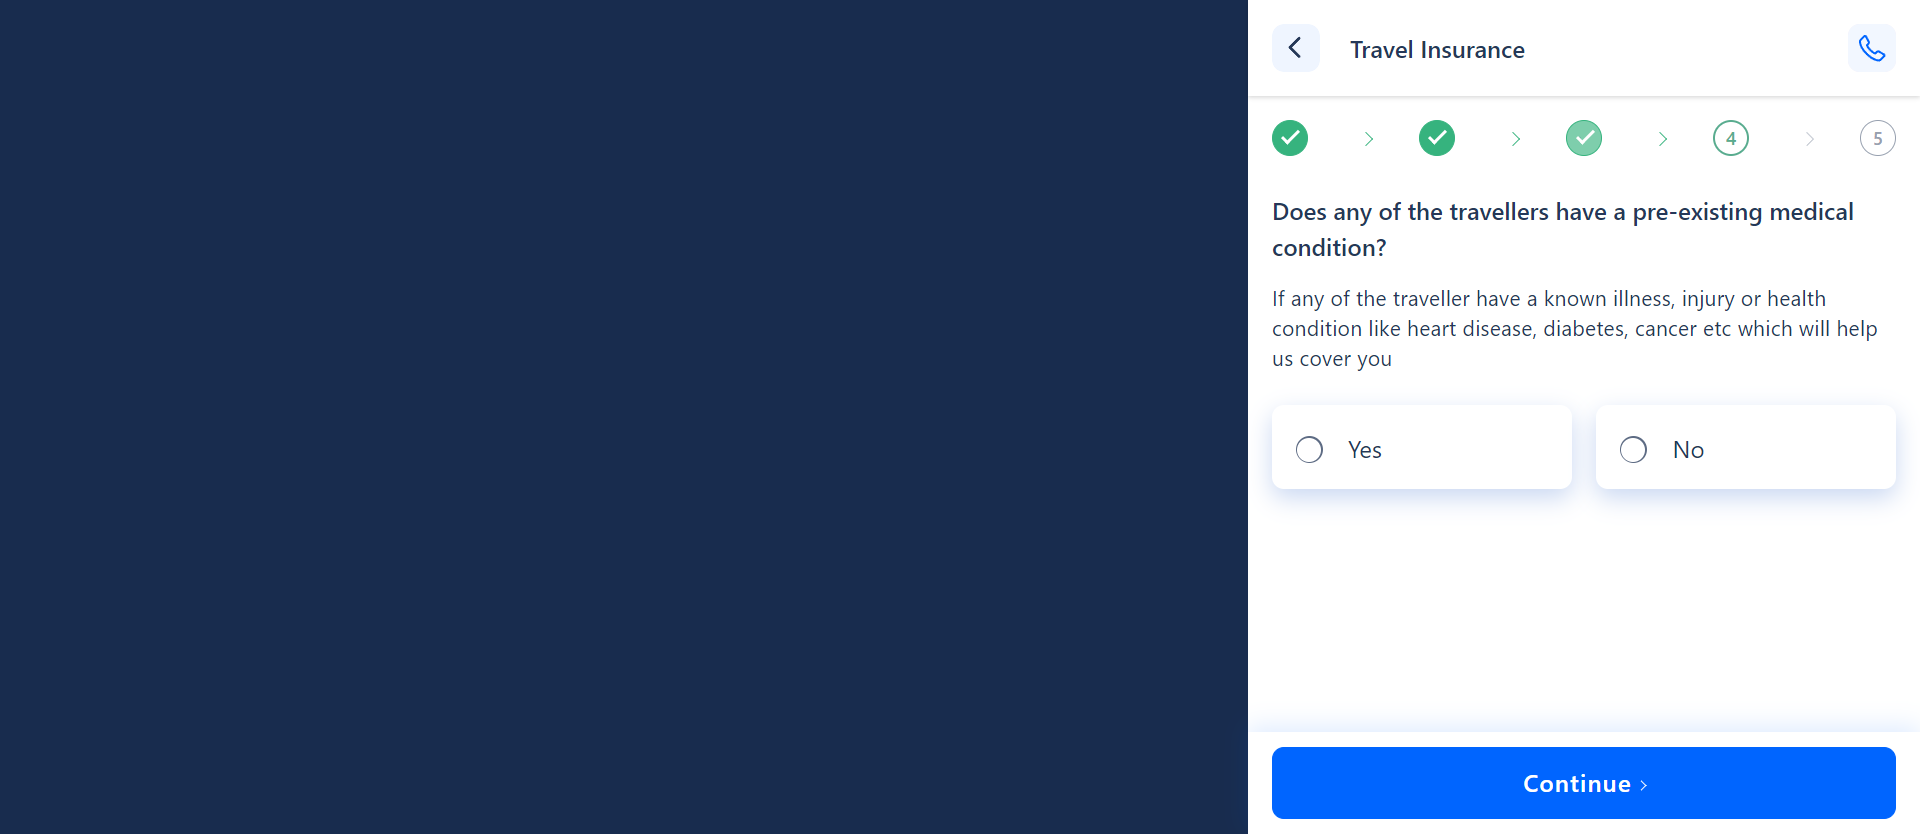 Travel Insurance
4
5
Does any of the travellers have a pre-existing medical
condition?
If any of the traveller have a known illness, injury or health
condition like heart disease, diabetes, cancer etc which will help
us cover you
Yes
No
Continue ›